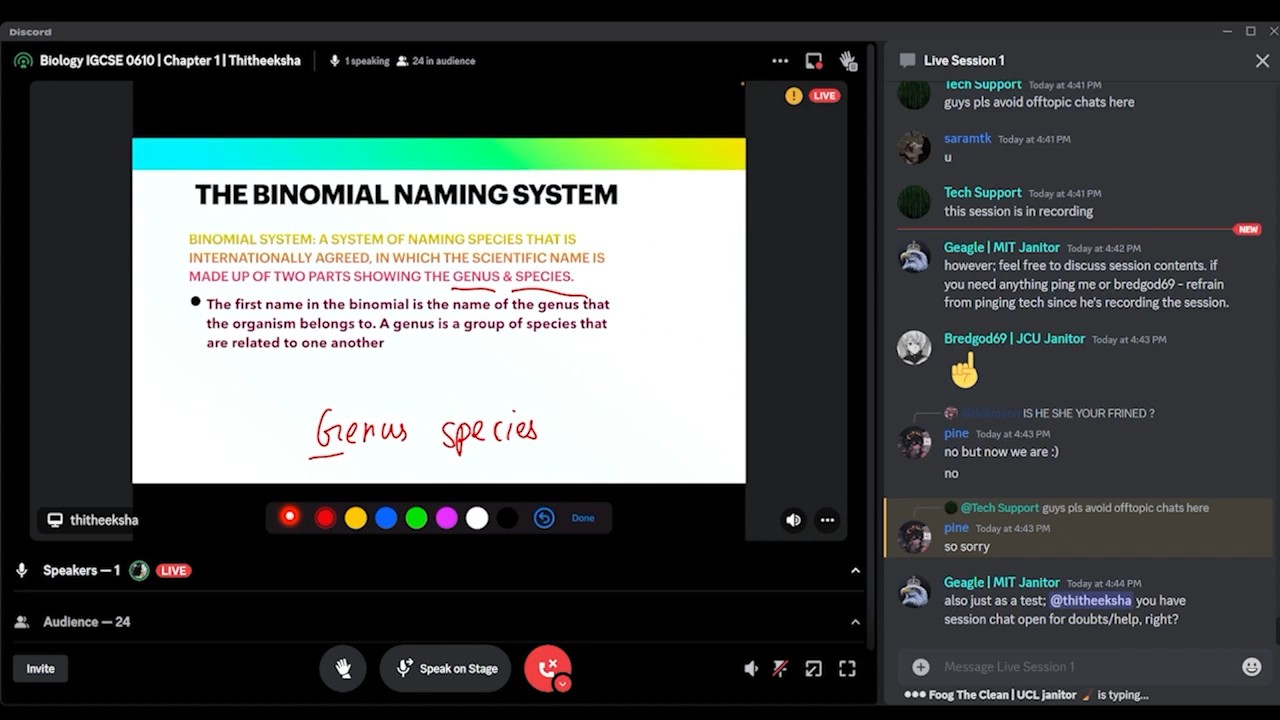 Discord
Biology IGCSE 0610 | Chapter 1 | Thitheeksha
1 speaking
24 in audience
LIVE
THE BINOMIAL NAMING SYSTEM
BINOMIAL SYSTEM: A SYSTEM OF NAMING SPECIES THAT IS
INTERNATIONALLY AGREED, IN WHICH THE SCIENTIFIC NAME IS
MADE UP OF TWO PARTS SHOWING THE GENUS & SPECIES.
The first name in the binomial is the name of the genus that
the organism belongs to. A genus is a group of species that
are related to one another
Genus species
thitheeksha
Done
Speakers — 1
LIVE
Audience — 24
Invite
Speak on Stage
Live Session 1
Tech Support Today at 4:41 PM
guys pls avoid offtopic chats here
saramtk Today at 4:41 PM
u
Tech Support Today at 4:41 PM
this session is in recording
NEW
Geagle | MIT Janitor Today at 4:42 PM
however; feel free to discuss session contents. if
you need anything ping me or bredgod69 - refrain
from pinging tech since he's recording the session.
Bredgod69 | JCU Janitor Today at 4:43 PM
IS HE SHE YOUR FRINED ?
pine Today at 4:43 PM
no but now we are :)
no
@Tech Support guys pls avoid offtopic chats here
pine Today at 4:43 PM
so sorry
Geagle | MIT Janitor Today at 4:44 PM
also just as a test; @thitheeksha you have
session chat open for doubts/help, right?
Message Live Session 1
Foog The Clean | UCL janitor is typing...